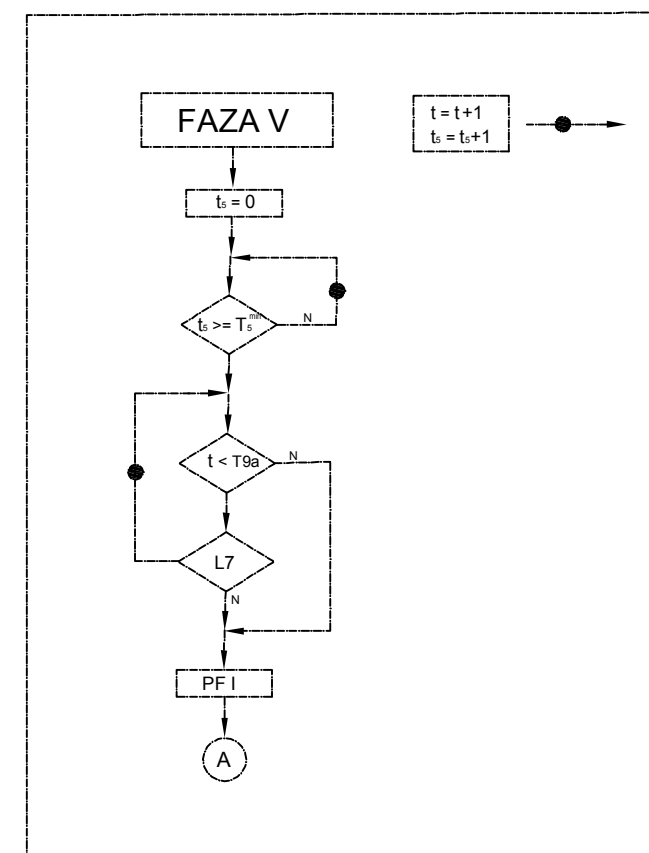 FAZA V
t = t+1
t₅ = t₅+1
t₅ = 0
t₅ >= T₅ᵐⁱⁿ
N
t < T9a
N
L7
N
PF I
A